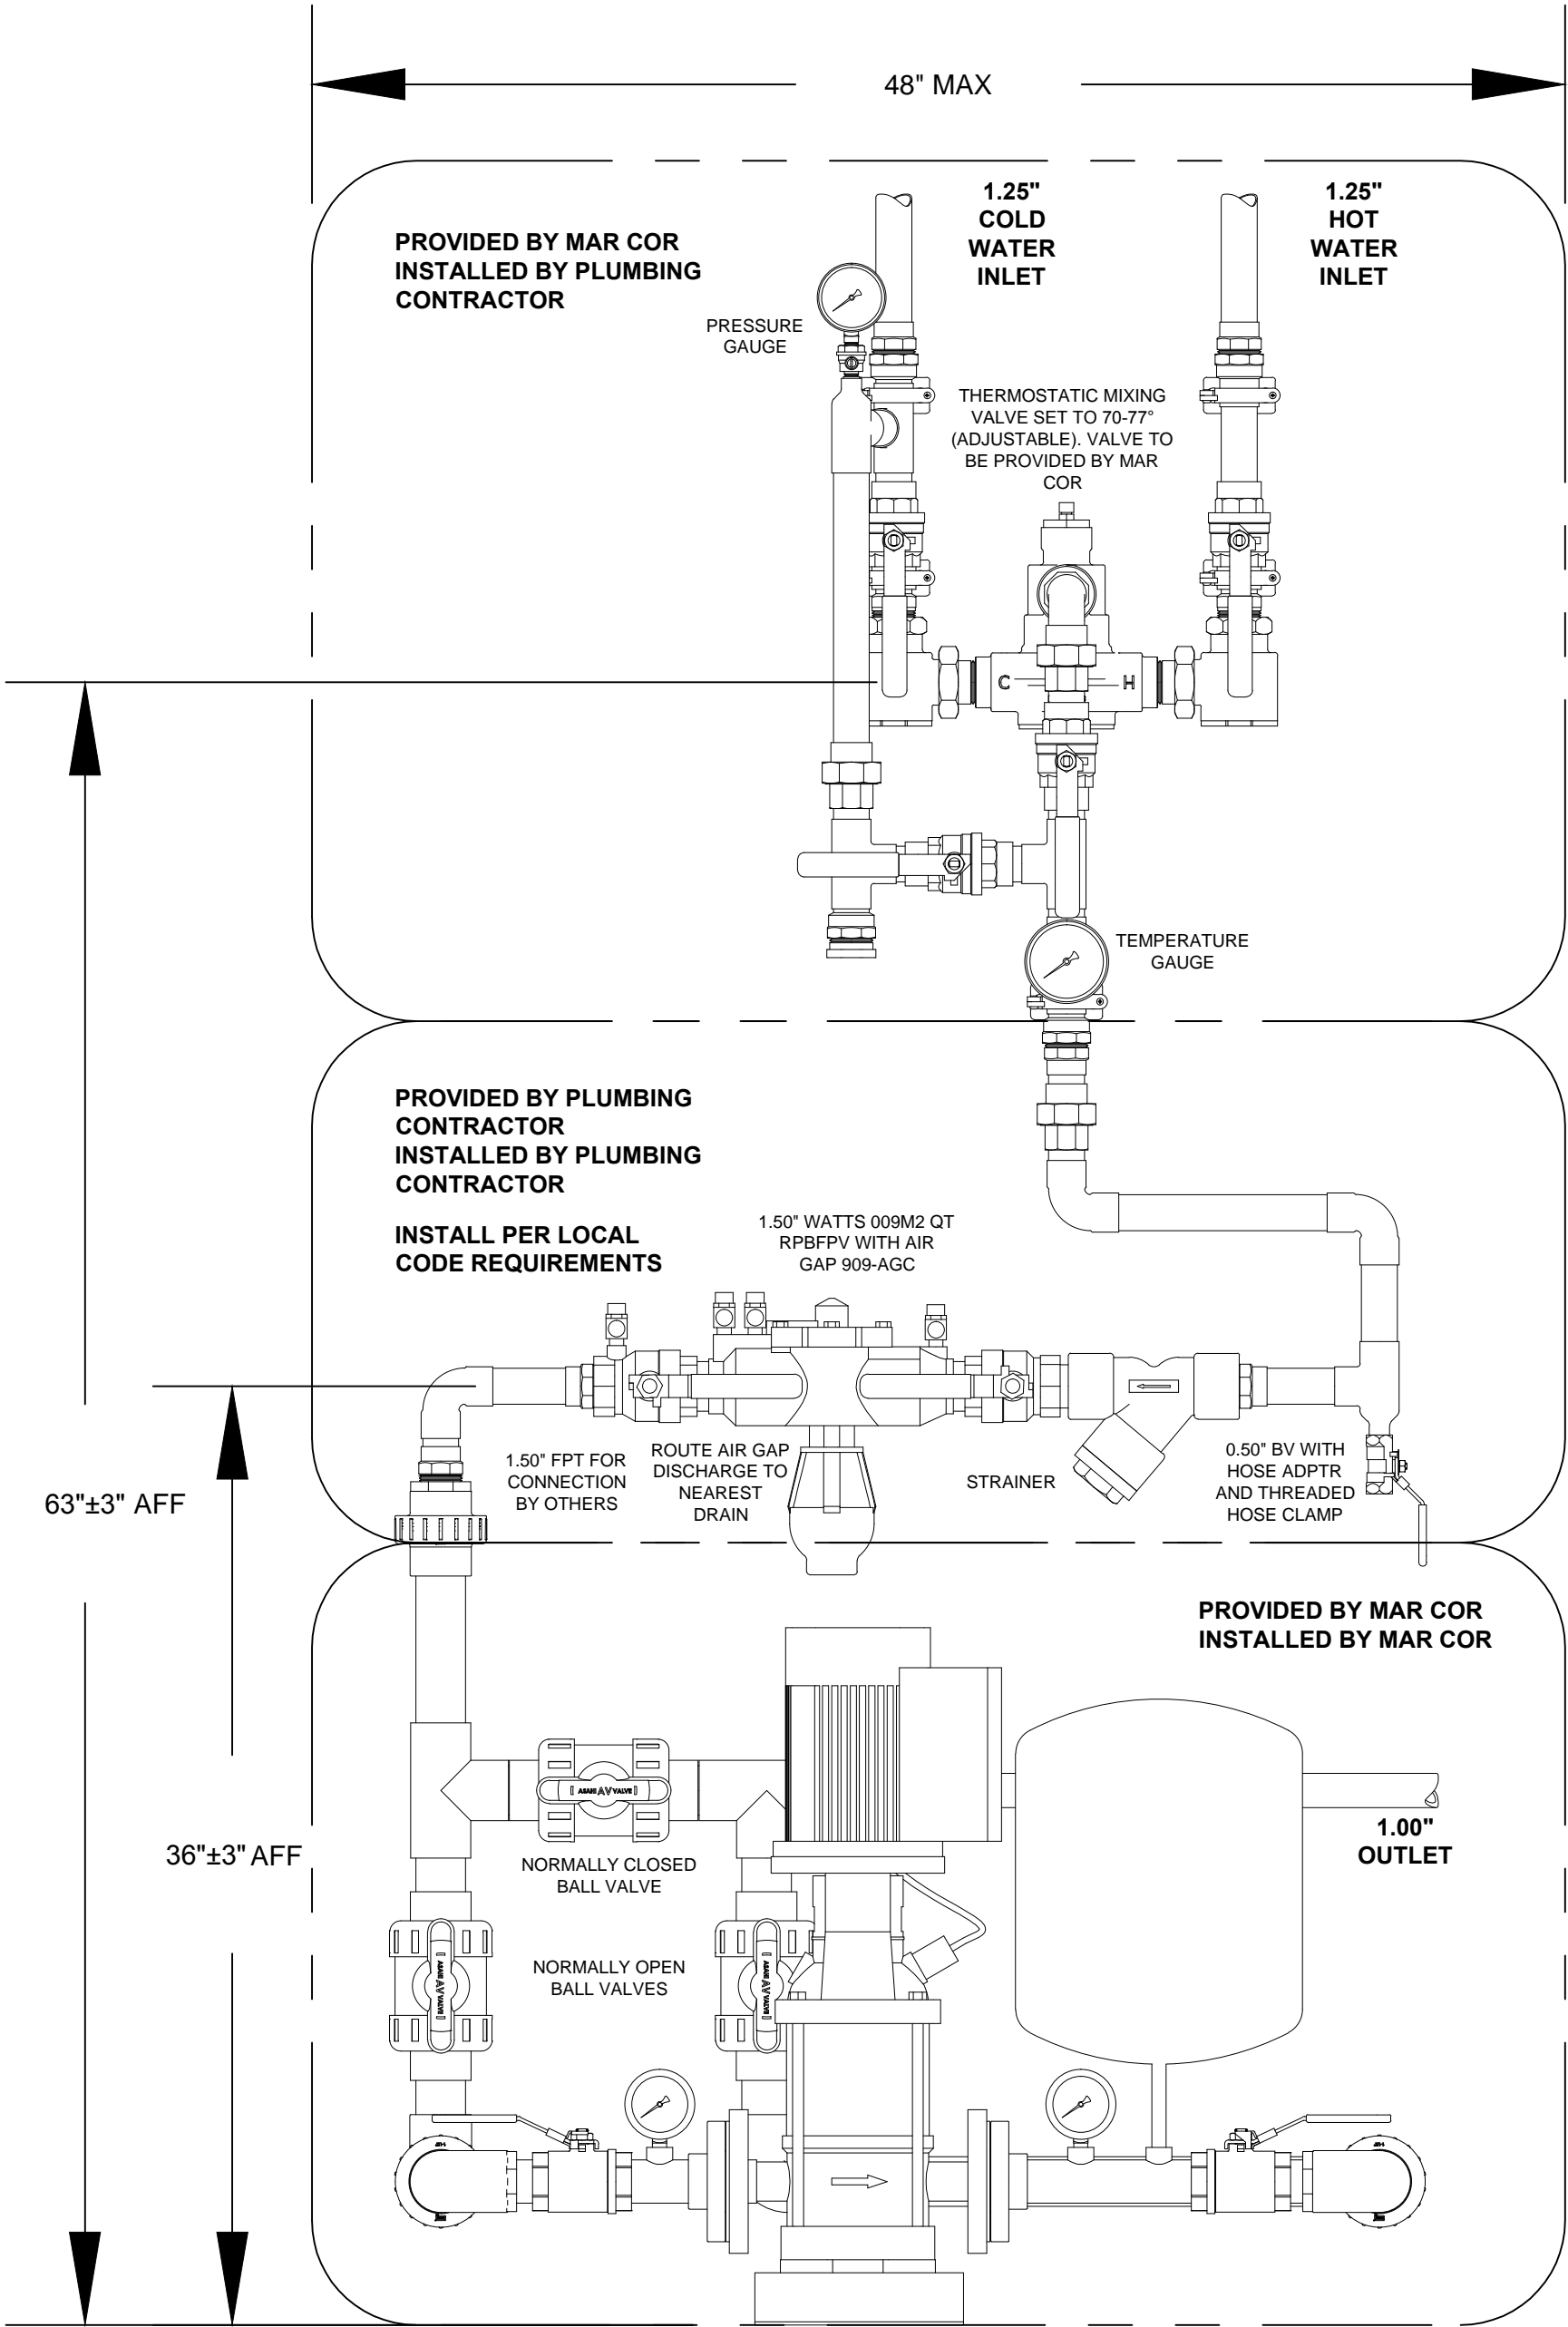 48" MAX
PROVIDED BY MAR COR
INSTALLED BY PLUMBING
CONTRACTOR
1.25"
COLD
WATER
INLET
1.25"
HOT
WATER
INLET
PRESSURE
GAUGE
THERMOSTATIC MIXING
VALVE SET TO 70-77°
(ADJUSTABLE). VALVE TO
BE PROVIDED BY MAR
COR
C
H
TEMPERATURE
GAUGE
PROVIDED BY PLUMBING
CONTRACTOR
INSTALLED BY PLUMBING
CONTRACTOR
INSTALL PER LOCAL
CODE REQUIREMENTS
1.50" WATTS 009M2 QT
RPBFPV WITH AIR
GAP 909-AGC
1.50" FPT FOR
CONNECTION
BY OTHERS
ROUTE AIR GAP
DISCHARGE TO
NEAREST
DRAIN
STRAINER
0.50" BV WITH
HOSE ADPTR
AND THREADED
HOSE CLAMP
63"±3" AFF
PROVIDED BY MAR COR
INSTALLED BY MAR COR
ASAHI AV VALVE
1.00"
OUTLET
36"±3" AFF
NORMALLY CLOSED
BALL VALVE
NORMALLY OPEN
BALL VALVES
ASAHI AV VALVE
ASAHI AV VALVE